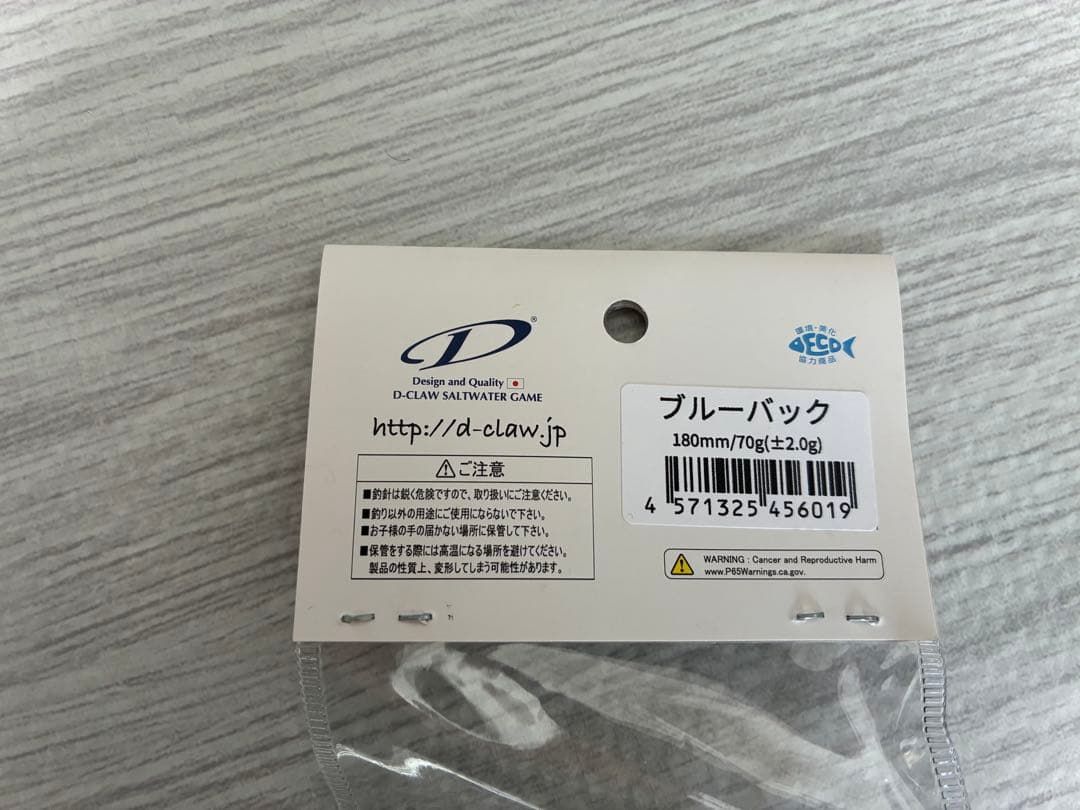 D®
Design and Quality
D-CLAW SALTWATER GAME
http://d-claw.jp
ご注意
■釣針は鋭く危険ですので、取り扱いにご注意ください。
■釣り以外の用途にご使用にならないで下さい。
■お子様の手の届かない場所に保管して下さい。
■保管をする際には高温になる場所を避けてください。
製品の性質上、変形してしまう可能性があります。
環境・美化
ECO
協力商品
ブルーバック
180mm/70g(±2.0g)
4 571325 456019
WARNING : Cancer and Reproductive Harm
www.P65Warnings.ca.gov.